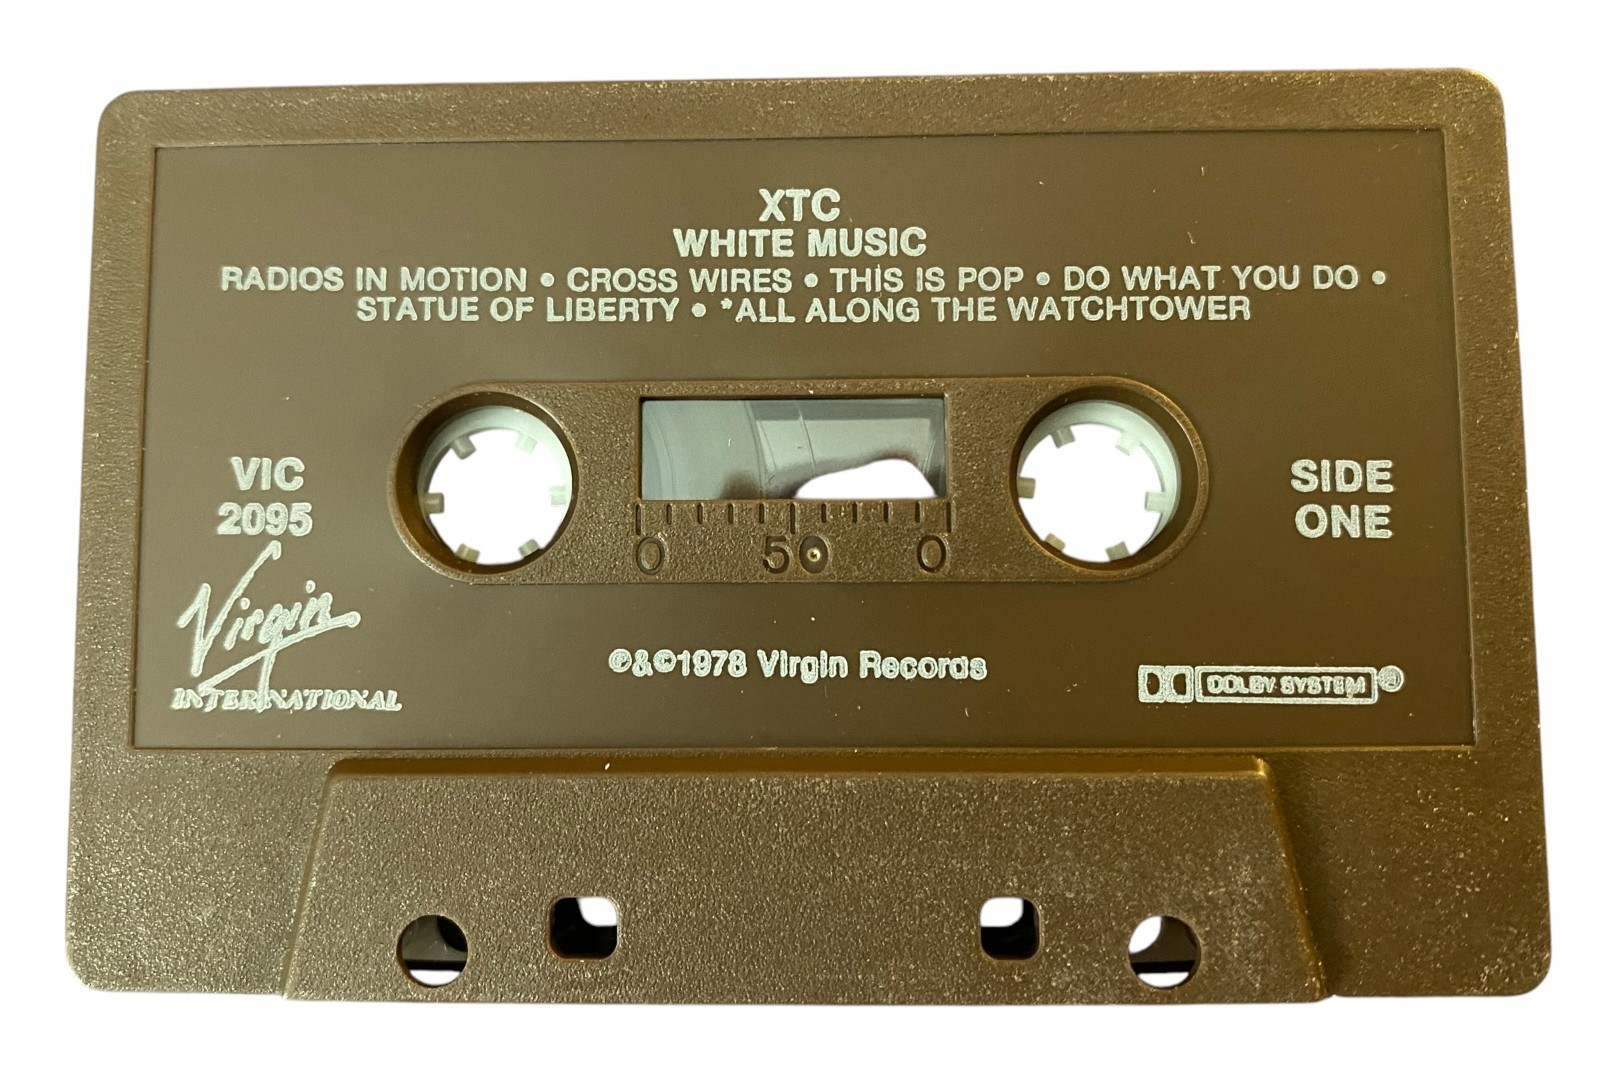 XTC
WHITE MUSIC
RADIOS IN MOTION • CROSS WIRES • THIS IS POP • DO WHAT YOU DO •
STATUE OF LIBERTY • *ALL ALONG THE WATCHTOWER
VIC
2095
SIDE
ONE
0 50 0
Virgin
INTERNATIONAL
℗&©1978 Virgin Records
DOLBY SYSTEM®